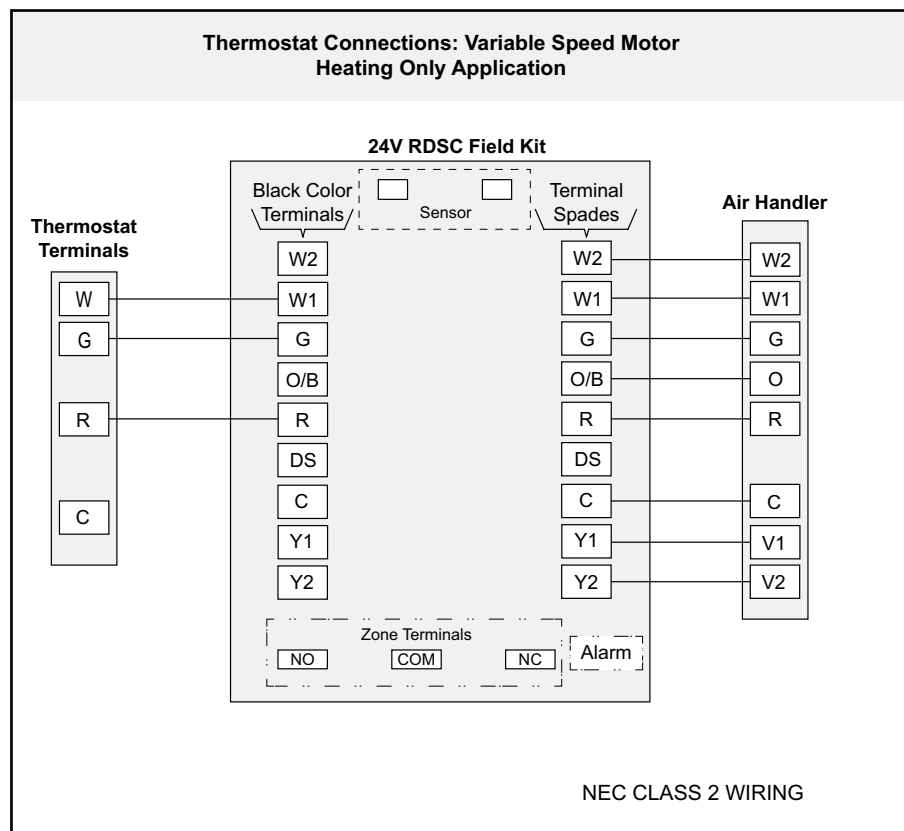 Thermostat Connections: Variable Speed Motor
Heating Only Application
24V RDSC Field Kit
Black Color
Terminals
Sensor
Terminal
Spades
Air Handler
Thermostat
Terminals
W
G
R
C
W2
W1
G
O/B
R
DS
C
Y1
Y2
W2
W1
G
O/B
R
DS
C
Y1
Y2
W2
W1
G
O
R
C
V1
V2
Zone Terminals
NO
COM
NC
Alarm
NEC CLASS 2 WIRING